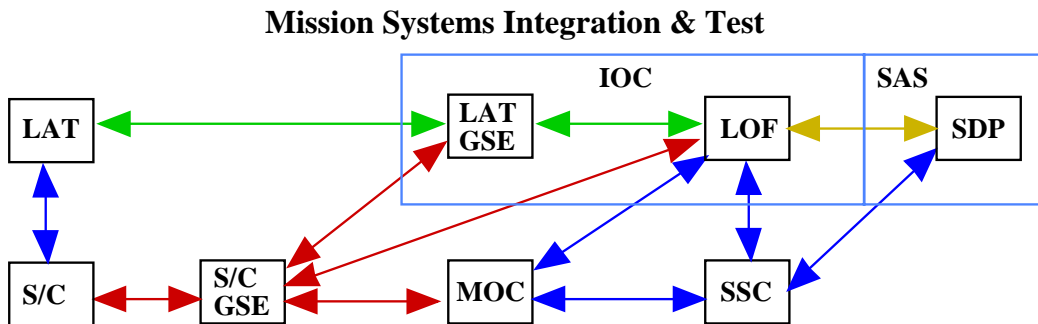 Mission Systems Integration & Test
IOC
SAS
LAT
LAT
GSE
LOF
SDP
S/C
S/C
GSE
MOC
SSC